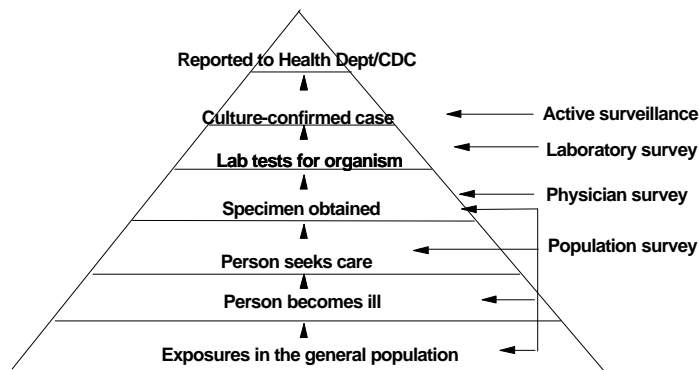 Reported to Health Dept/CDC
Culture-confirmed case
Active surveillance
Laboratory survey
Lab tests for organism
Physician survey
Specimen obtained
Population survey
Person seeks care
Person becomes ill
Exposures in the general population